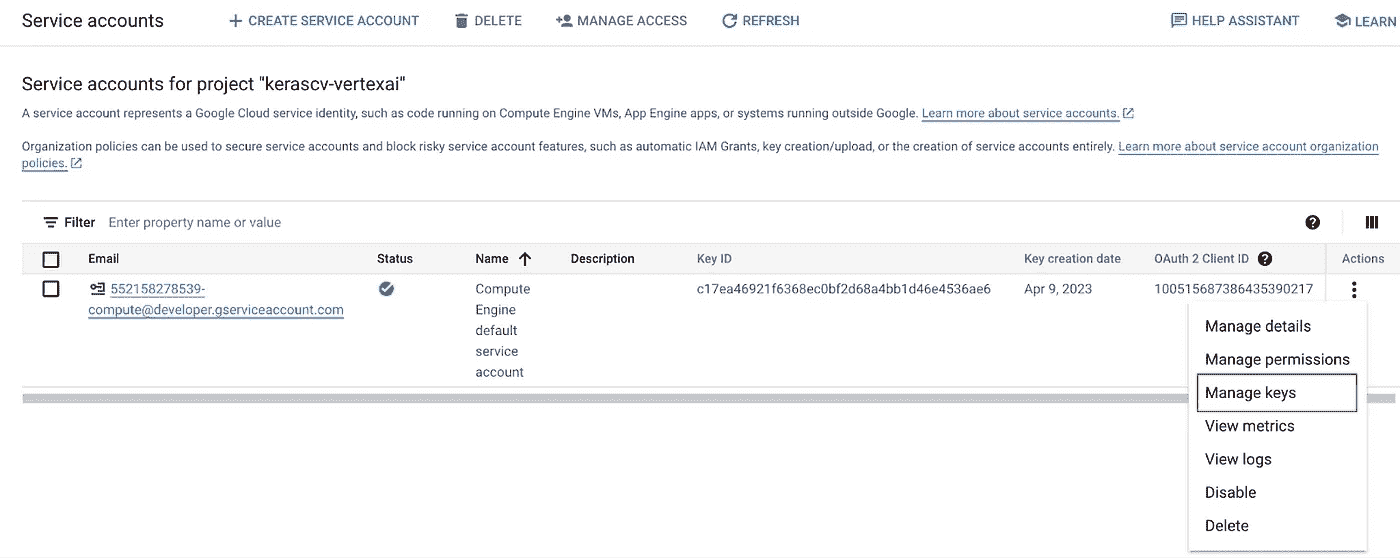 Service accounts CREATE SERVICE ACCOUNT DELETE MANAGE ACCESS REFRESH HELP ASSISTANT LEARN
Service accounts for project "kerascv-vertexai"
A service account represents a Google Cloud service identity, such as code running on Compute Engine VMs, App Engine apps, or systems running outside Google. Learn more about service accounts.
Organization policies can be used to secure service accounts and block risky service account features, such as automatic IAM Grants, key creation/upload, or the creation of service accounts entirely. Learn more about service account organization
policies.
Filter Enter property name or value
Email Status Name Description Key ID Key creation date OAuth 2 Client ID Actions
552158278539- Compute c17ea46921f6368ec0bf2d68a4bb1d46e4536ae6 Apr 9, 2023 100515687386435390217
compute@developer.gserviceaccount.com Engine
default
service
account
Manage details
Manage permissions
Manage keys
View metrics
View logs
Disable
Delete